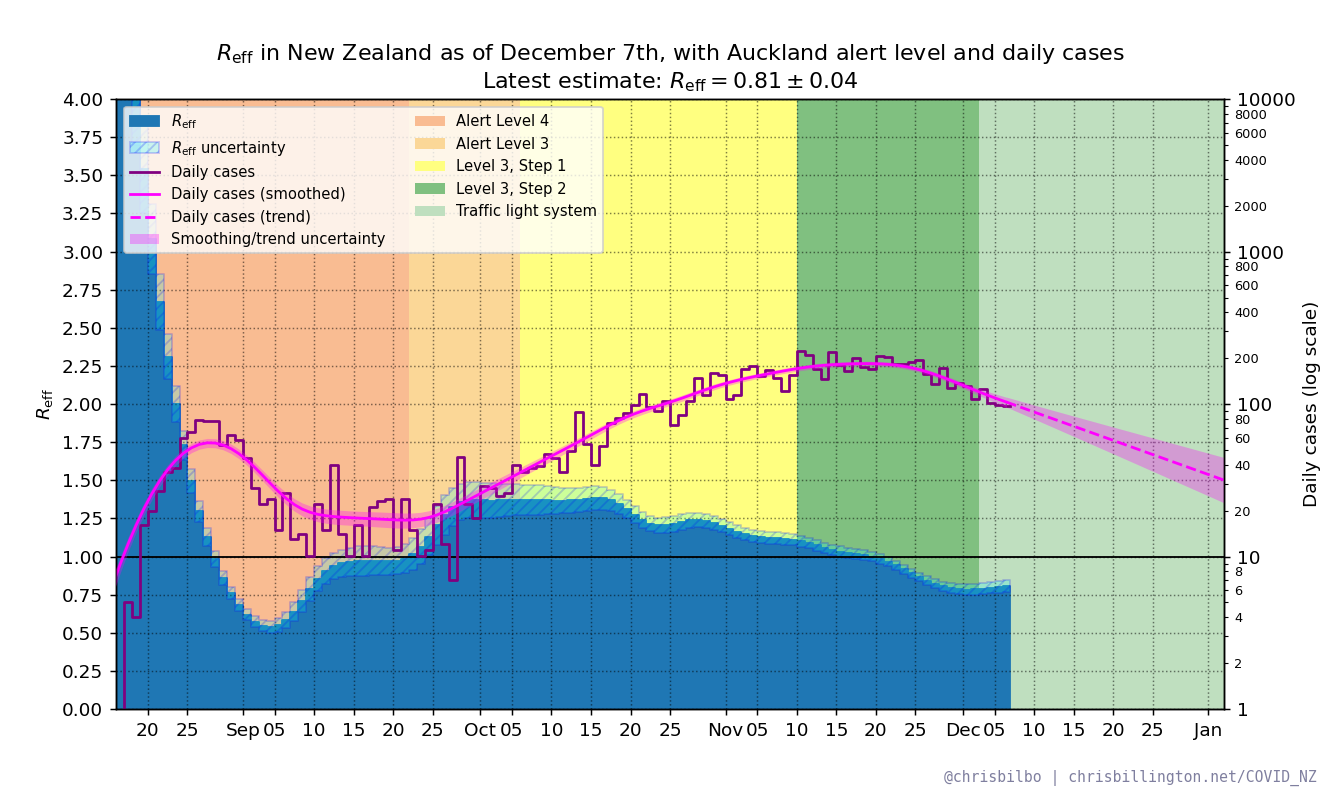 Reff in New Zealand as of December 7th, with Auckland alert level and daily cases
Latest estimate: Reff = 0.81 ± 0.04
Reff
Reff uncertainty
Daily cases
Daily cases (smoothed)
Daily cases (trend)
Smoothing/trend uncertainty
Alert Level 4
Alert Level 3
Level 3, Step 1
Level 3, Step 2
Traffic light system
Reff
4.00
3.75
3.50
3.25
3.00
2.75
2.50
2.25
2.00
1.75
1.50
1.25
1.00
0.75
0.50
0.25
0.00
10000
8000
6000
4000
2000
1000
800
600
400
200
100
80
60
40
20
10
8
6
4
2
1
Daily cases (log scale)
20 25 Sep 05 10 15 20 25 Oct 05 10 15 20 25 Nov 05 10 15 20 25 Dec 05 10 15 20 25 Jan
@chrisbilbo | chrisbillington.net/COVID_NZ